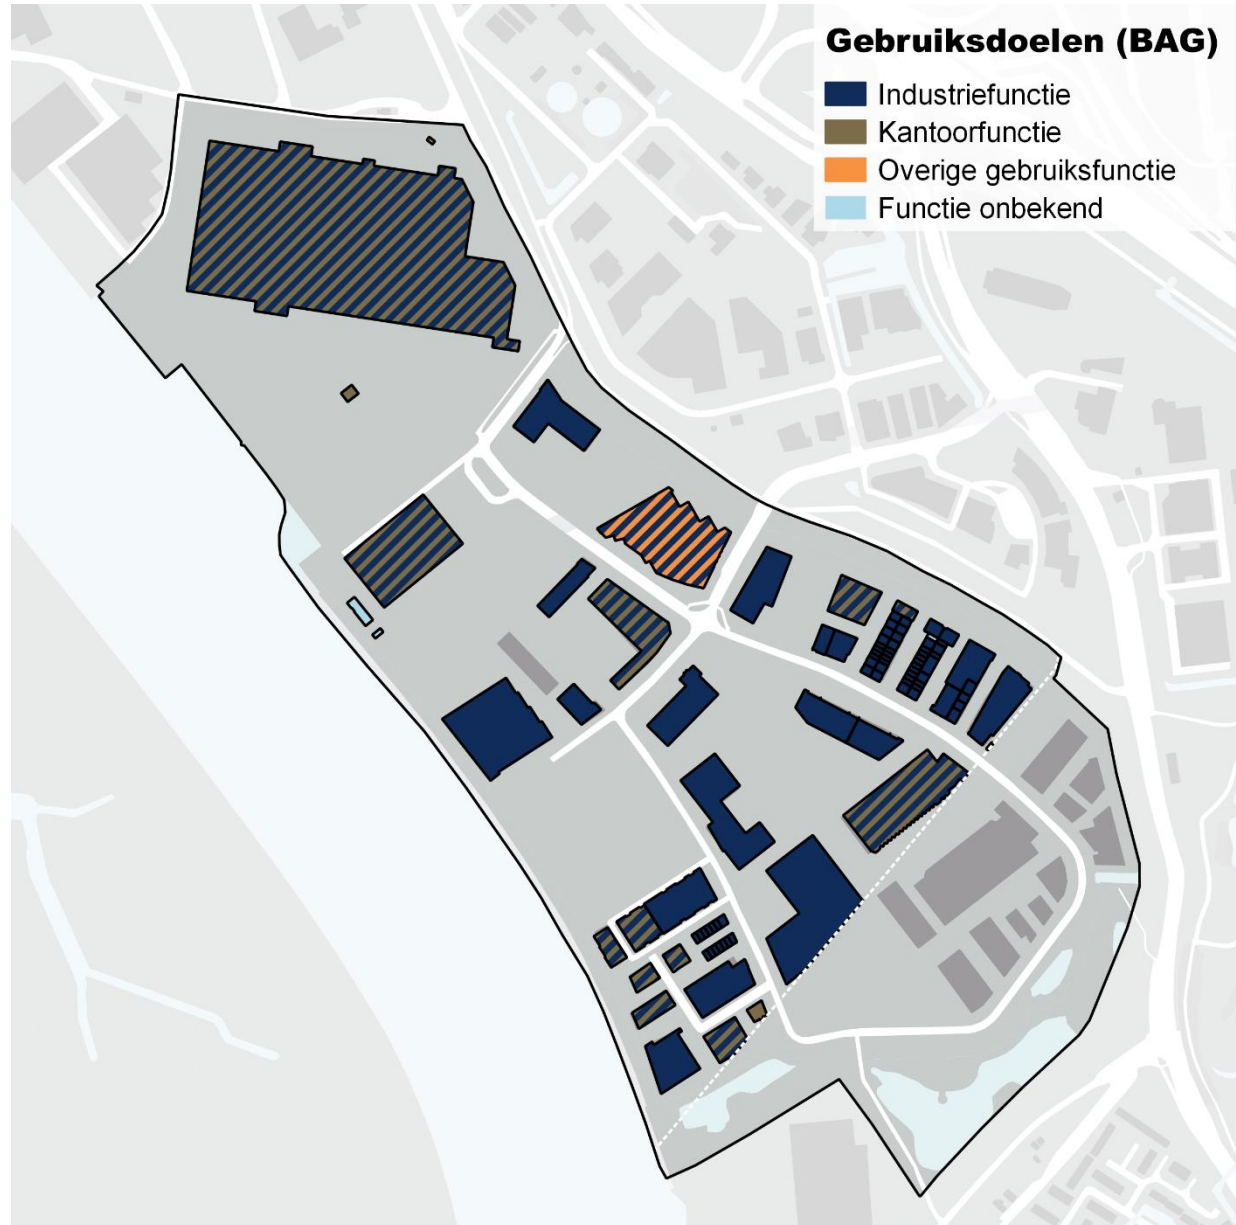 Gebruiksdoelen (BAG)
Industriefunctie
Kantoorfunctie
Overige gebruiksfunctie
Functie onbekend